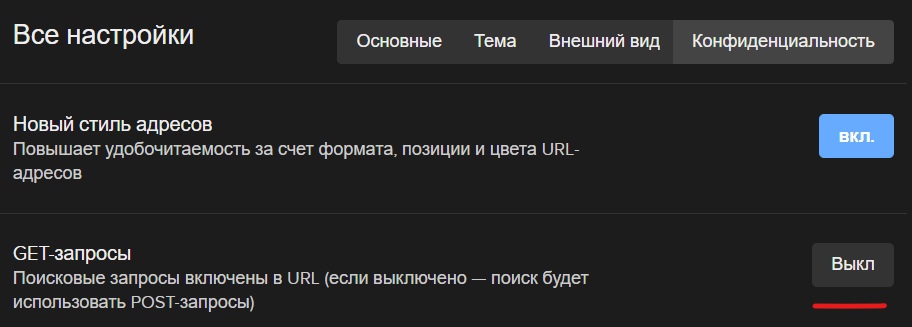 Все настройки
Основные Тема Внешний вид Конфиденциальность
Новый стиль адресов
вкл.
Повышает удобочитаемость за счет формата, позиции и цвета URL-
адресов
GET-запросы
Выкл
Поисковые запросы включены в URL (если выключено — поиск будет
использовать POST-запросы)